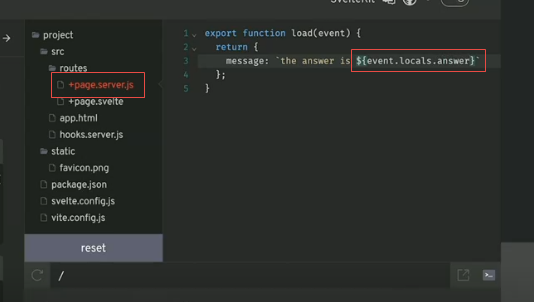 SvelteKit
project
src
routes
+page.server.js
+page.svelte
app.html
hooks.server.js
static
favicon.png
package.json
svelte.config.js
vite.config.js
reset
1 export function load(event) {
2 return {
3 message: `the answer is ${event.locals.answer}`
4 };
5 }
/